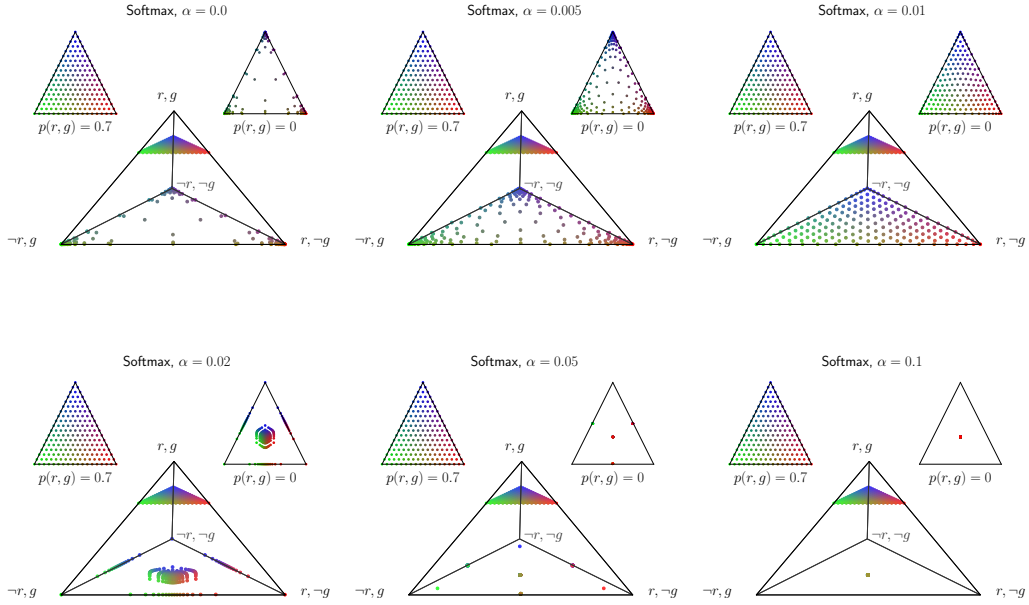 Softmax, α = 0.0
p(r, g) = 0.7
p(r, g) = 0
r, g
¬r, ¬g
¬r, g
r, ¬g
Softmax, α = 0.005
p(r, g) = 0.7
p(r, g) = 0
r, g
¬r, ¬g
¬r, g
r, ¬g
Softmax, α = 0.01
p(r, g) = 0.7
p(r, g) = 0
r, g
¬r, ¬g
¬r, g
r, ¬g
Softmax, α = 0.02
p(r, g) = 0.7
p(r, g) = 0
r, g
¬r, ¬g
¬r, g
r, ¬g
Softmax, α = 0.05
p(r, g) = 0.7
p(r, g) = 0
r, g
¬r, ¬g
¬r, g
r, ¬g
Softmax, α = 0.1
p(r, g) = 0.7
p(r, g) = 0
r, g
¬r, ¬g
¬r, g
r, ¬g